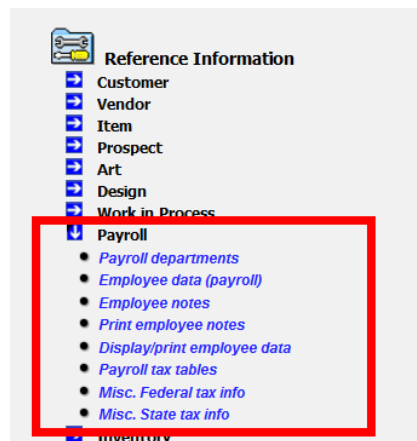 Reference Information
Customer
Vendor
Item
Prospect
Art
Design
Work in Process
Payroll
Payroll departments
Employee data (payroll)
Employee notes
Print employee notes
Display/print employee data
Payroll tax tables
Misc. Federal tax info
Misc. State tax info
Inventory